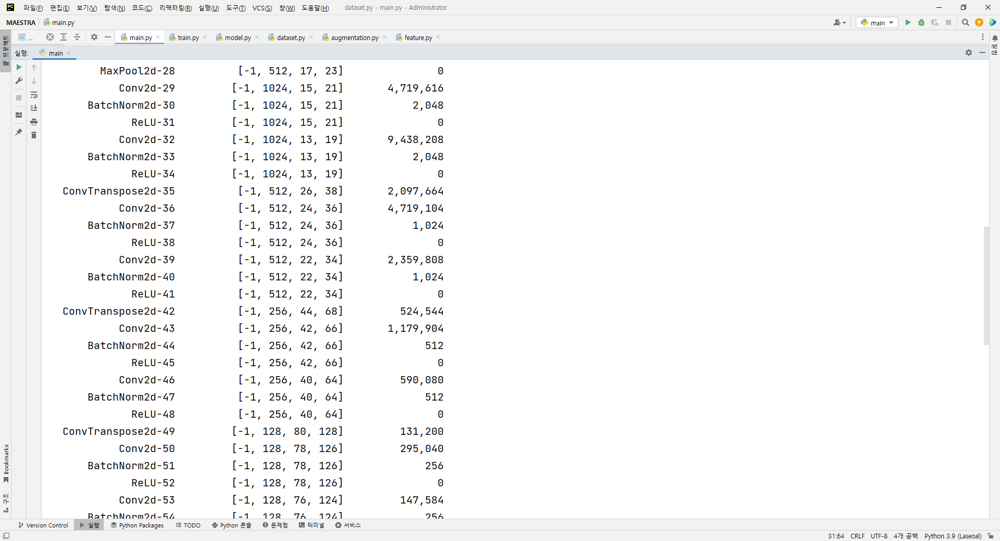 PC 파일(F) 편집(E) 보기(V) 탐색(N) 코드(C) 리팩터링(R) 실행(U) 도구(T) VCS(S) 창(W) 도움말(H) dataset.py - main.py - Administrator
MAESTRA main.py main
프로젝트 ... main.py train.py model.py dataset.py augmentation.py feature.py 알림
실행: main
MaxPool2d-28 [-1, 512, 17, 23] 0
Conv2d-29 [-1, 1024, 15, 21] 4,719,616
BatchNorm2d-30 [-1, 1024, 15, 21] 2,048
ReLU-31 [-1, 1024, 15, 21] 0
Conv2d-32 [-1, 1024, 13, 19] 9,438,208
BatchNorm2d-33 [-1, 1024, 13, 19] 2,048
ReLU-34 [-1, 1024, 13, 19] 0
ConvTranspose2d-35 [-1, 512, 26, 38] 2,097,664
Conv2d-36 [-1, 512, 24, 36] 4,719,104
BatchNorm2d-37 [-1, 512, 24, 36] 1,024
ReLU-38 [-1, 512, 24, 36] 0
Conv2d-39 [-1, 512, 22, 34] 2,359,808
BatchNorm2d-40 [-1, 512, 22, 34] 1,024
ReLU-41 [-1, 512, 22, 34] 0
ConvTranspose2d-42 [-1, 256, 44, 68] 524,544
Conv2d-43 [-1, 256, 42, 66] 1,179,904
BatchNorm2d-44 [-1, 256, 42, 66] 512
ReLU-45 [-1, 256, 42, 66] 0
Conv2d-46 [-1, 256, 40, 64] 590,080
BatchNorm2d-47 [-1, 256, 40, 64] 512
ReLU-48 [-1, 256, 40, 64] 0
ConvTranspose2d-49 [-1, 128, 80, 128] 131,200
Conv2d-50 [-1, 128, 78, 126] 295,040
BatchNorm2d-51 [-1, 128, 78, 126] 256
ReLU-52 [-1, 128, 78, 126] 0
Conv2d-53 [-1, 128, 76, 124] 147,584
BatchNorm2d-54 [-1, 128, 76, 124] 256
Bookmarks
구조
Version Control 실행 Python Packages TODO Python 콘솔 문제점 터미널 서비스
31:64 CRLF UTF-8 4개 공백 Python 3.9 (Laseoal)